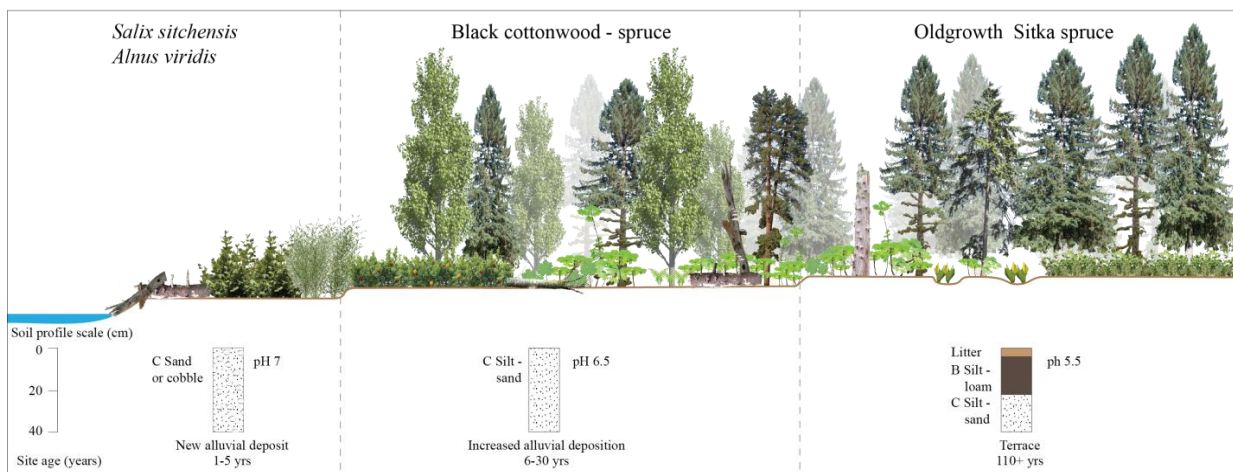 Salix sitchensis
Alnus viridis
Black cottonwood - spruce
Oldgrowth Sitka spruce
Soil profile scale (cm)
0
20
40
Site age (years)
C Sand
or cobble
pH 7
New alluvial deposit
1-5 yrs
C Silt -
sand
pH 6.5
Increased alluvial deposition
6-30 yrs
Litter
B Silt -
loam
C Silt -
sand
ph 5.5
Terrace
110+ yrs